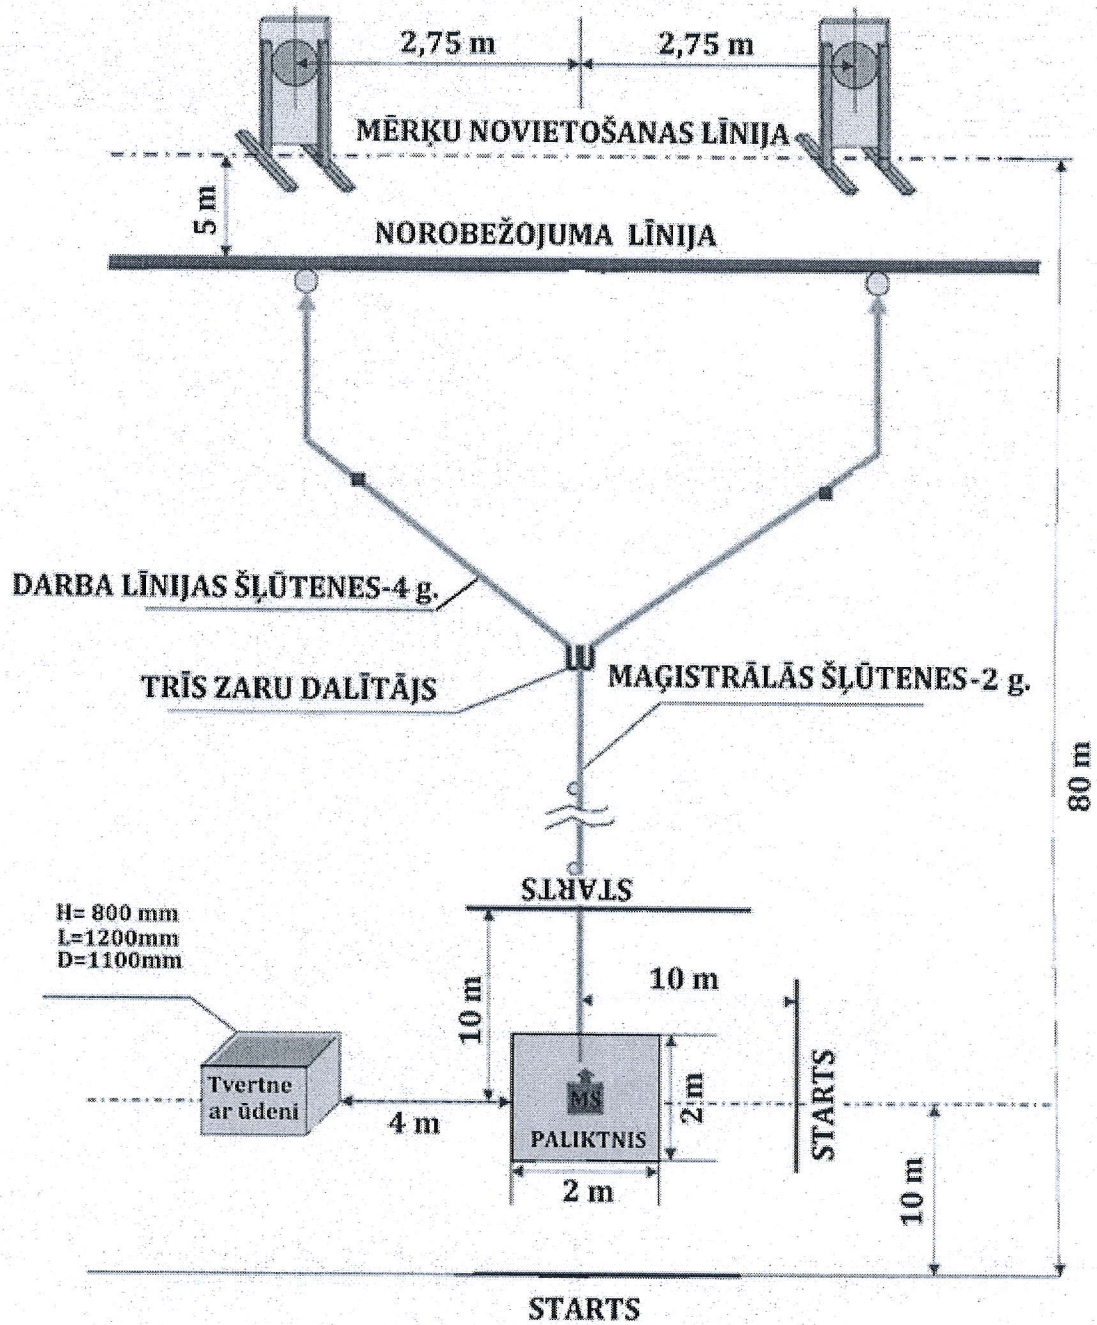 2,75 m
2,75 m
MĒRĶU NOVIETOŠANAS LĪNIJA
5 m
NOROBEŽOJUMA LĪNIJA
DARBA LĪNIJAS ŠĻŪTENES-4 g.
TRĪS ZARU DALĪTĀJS
MAĢISTRĀLĀS ŠĻŪTENES-2 g.
80 m
STARTS
H= 800 mm
L=1200mm
D=1100mm
10 m
10 m
Tvertne
ar ūdeni
4 m
MS
PALIKTNIS
2 m
2 m
STARTS
10 m
STARTS